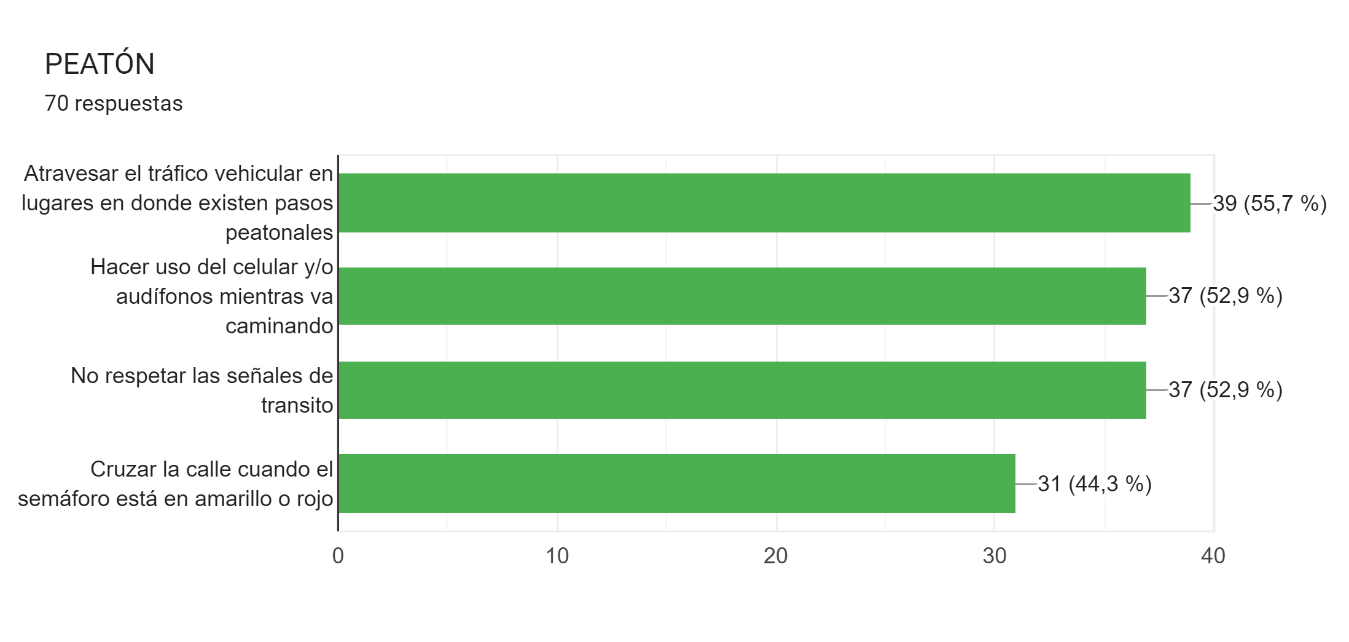 PEATÓN
70 respuestas
Atravesar el tráfico vehicular en
lugares en donde existen pasos
peatonales
39 (55,7 %)
Hacer uso del celular y/o
audífonos mientras va
caminando
37 (52,9 %)
No respetar las señales de
transito
37 (52,9 %)
Cruzar la calle cuando el
semáforo está en amarillo o rojo
31 (44,3 %)
0 10 20 30 40